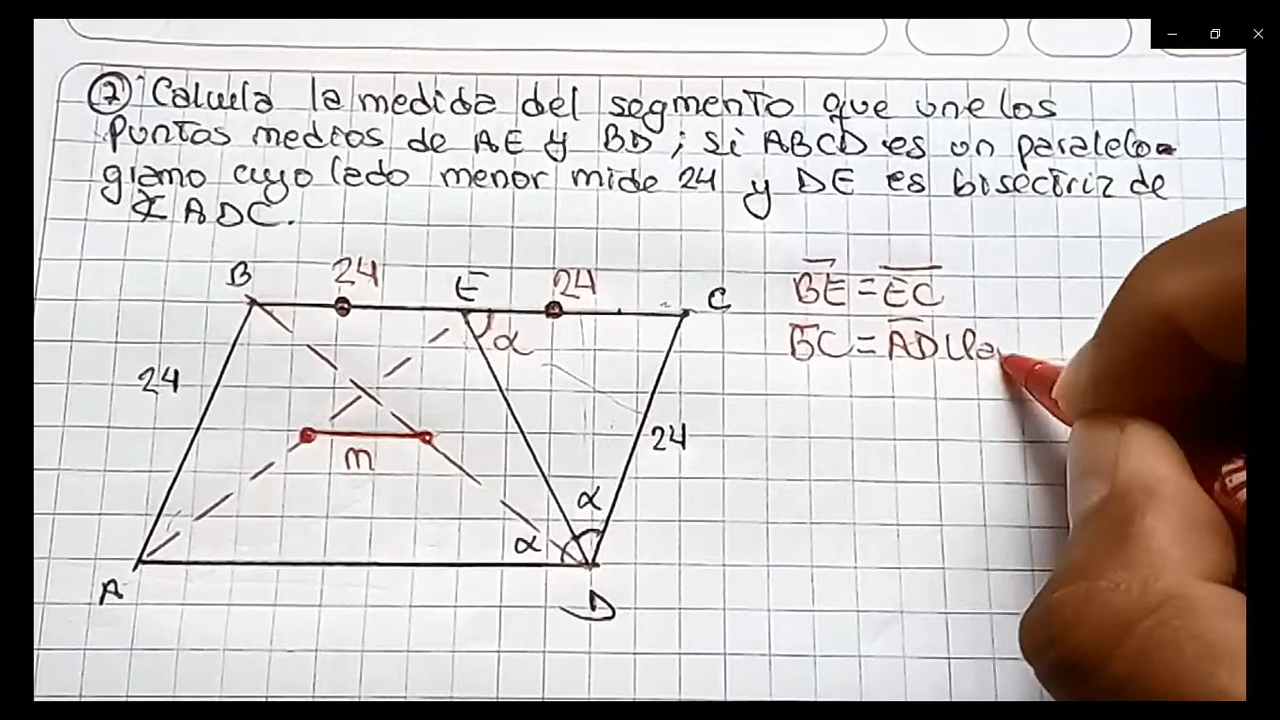 ② Calcula la medida del segmento que une los
puntos medios de AE y BD; si ABCD es un paralelo-
gramo cuyo lado menor mide 24 y DE es bisectriz de
∡ ADC.
B 24 E 24 C
BE = EC
BC = AD
α
24
24
m
α
α
A
D